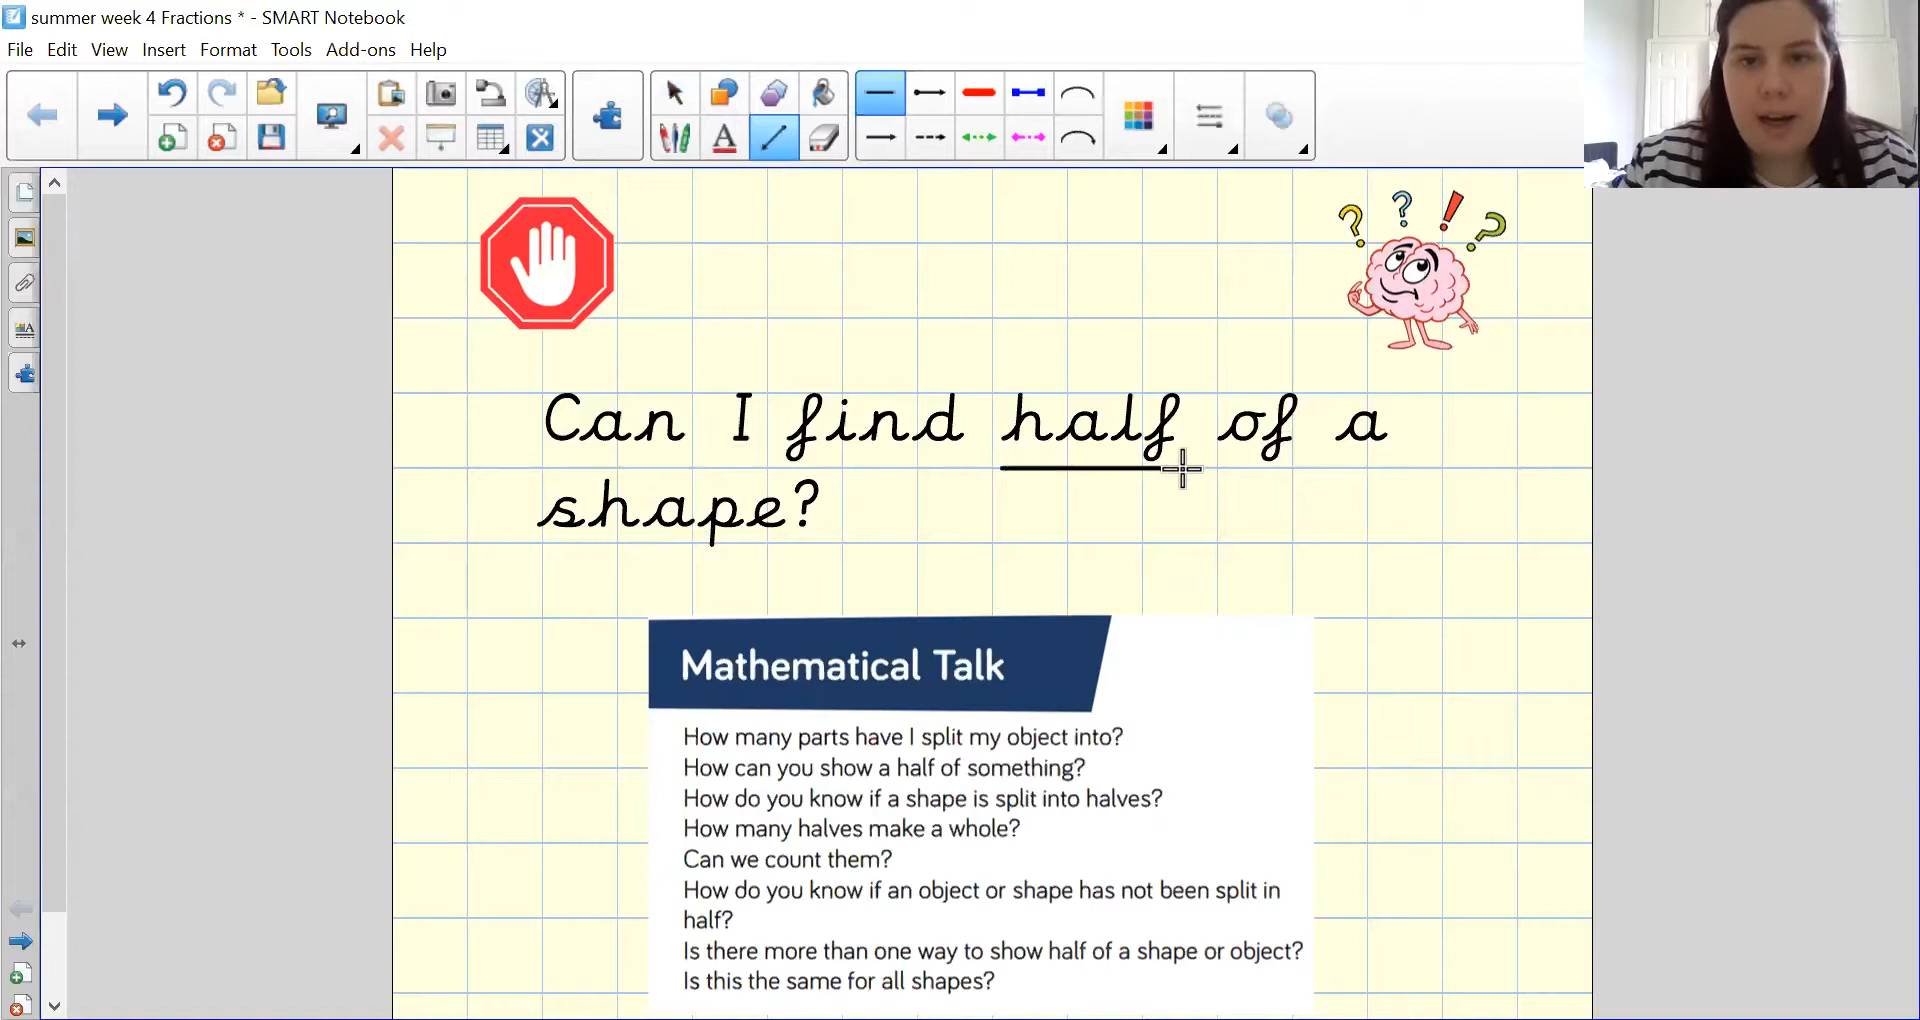 summer week 4 Fractions * - SMART Notebook
File Edit View Insert Format Tools Add-ons Help
Can I find half of a
shape?
Mathematical Talk
How many parts have I split my object into?
How can you show a half of something?
How do you know if a shape is split into halves?
How many halves make a whole?
Can we count them?
How do you know if an object or shape has not been split in
half?
Is there more than one way to show half of a shape or object?
Is this the same for all shapes?